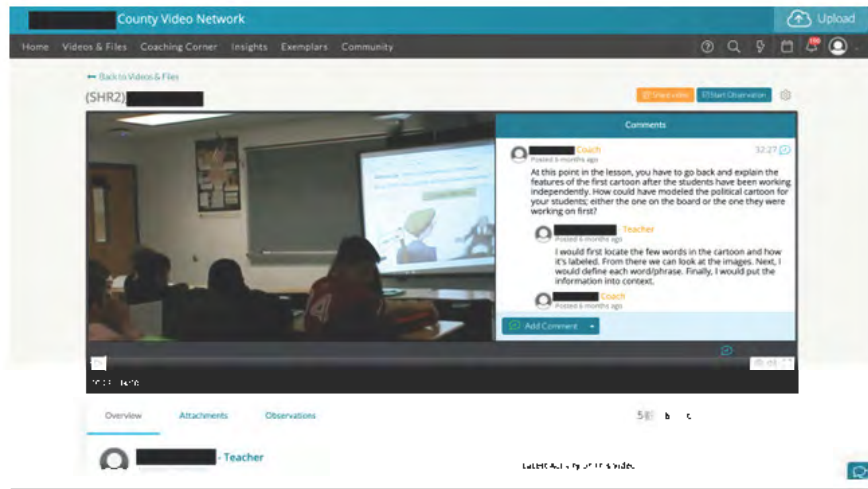 County Video Network
Upload
Home Videos & Files Coaching Corner Insights Exemplars Community
Back to Videos & Files
(SHR2)
Start Observation
Comments
Coach
32:27
Posted 6 months ago
At this point in the lesson, you have to go back and explain the
features of the first cartoon after the students have been working
independently. How could have modeled the political cartoon for
your students; either the one on the board or the one they were
working on first?
- Teacher
Posted 6 months ago
I would first locate the few words in the cartoon and how
it's labeled. From there we can look at the images. Next, I
would define each word/phrase. Finally, I would put the
information into context.
Coach
Posted 6 months ago
Add Comment
Overview Attachments Observations
- Teacher